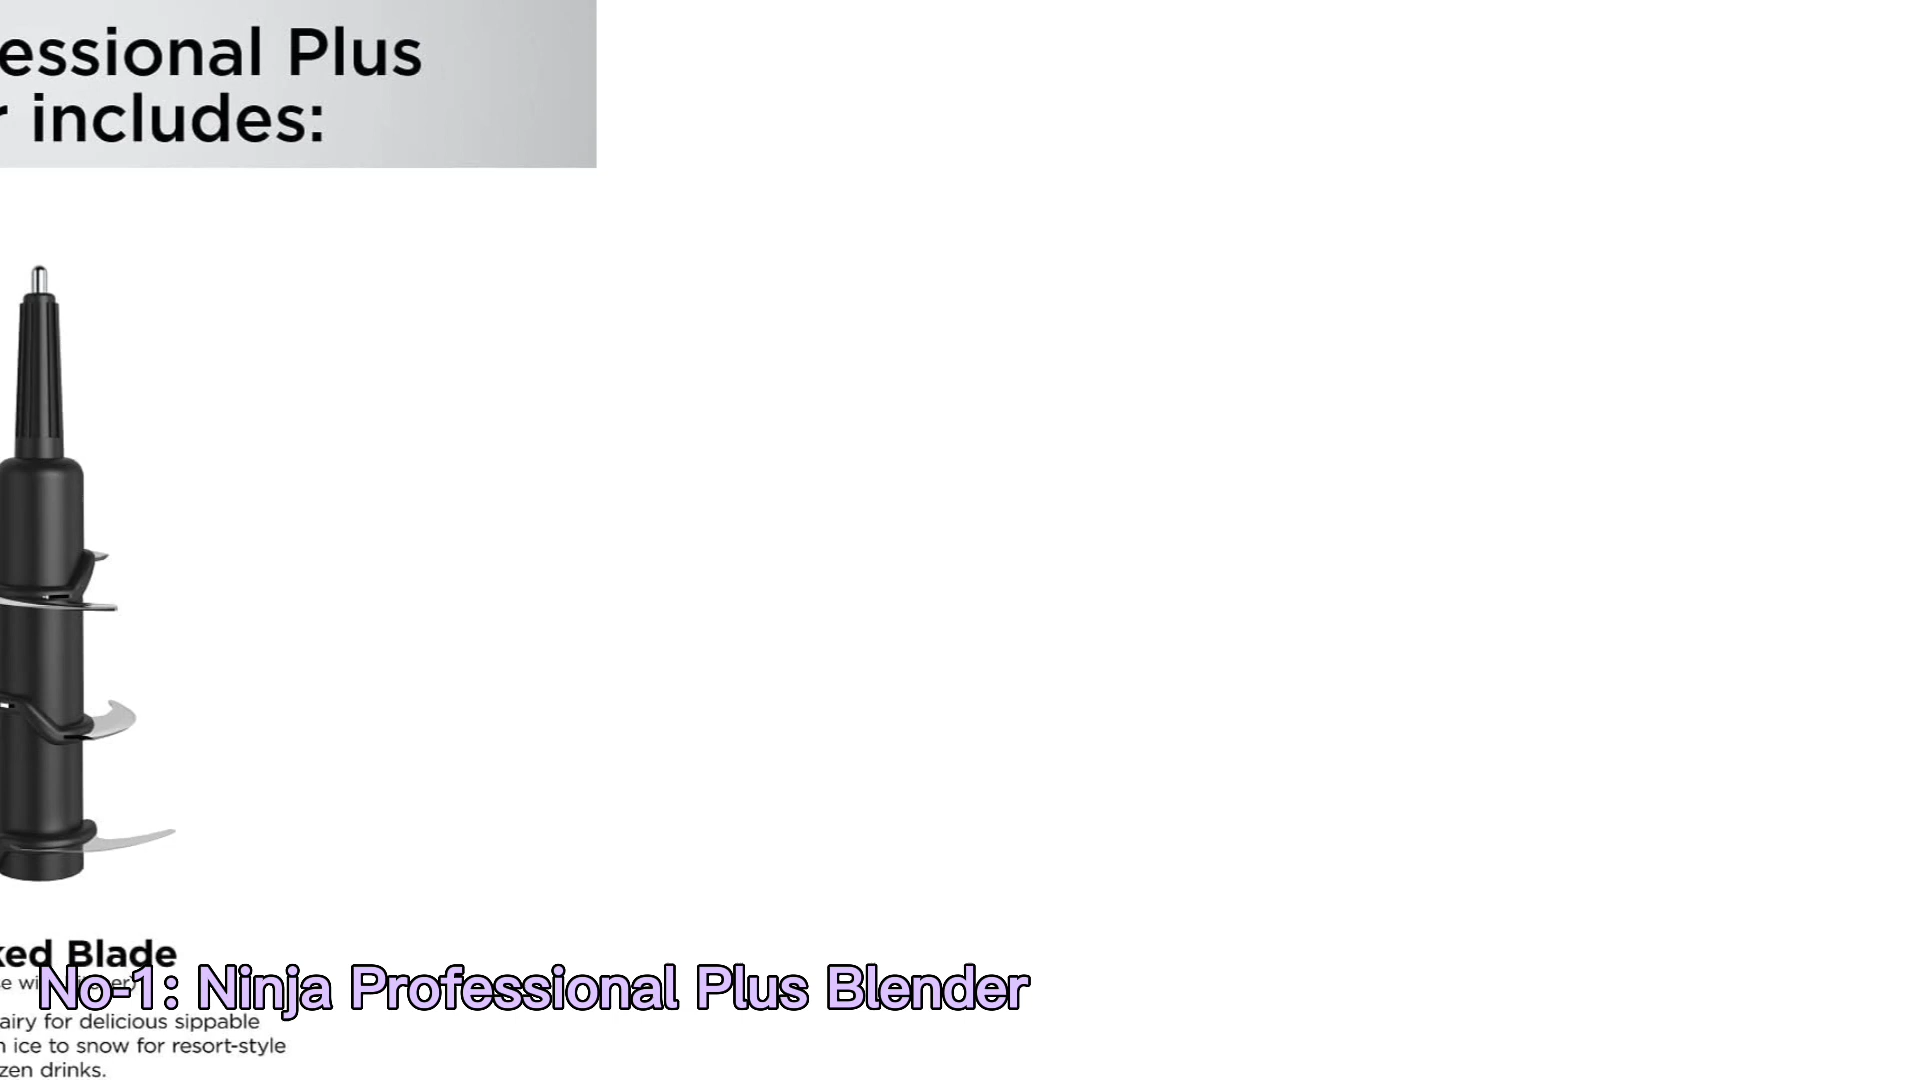 essional Plus
r includes:
ked Blade
No-1: Ninja Professional Plus Blender
airy for delicious sippable
n ice to snow for resort-style
zen drinks.